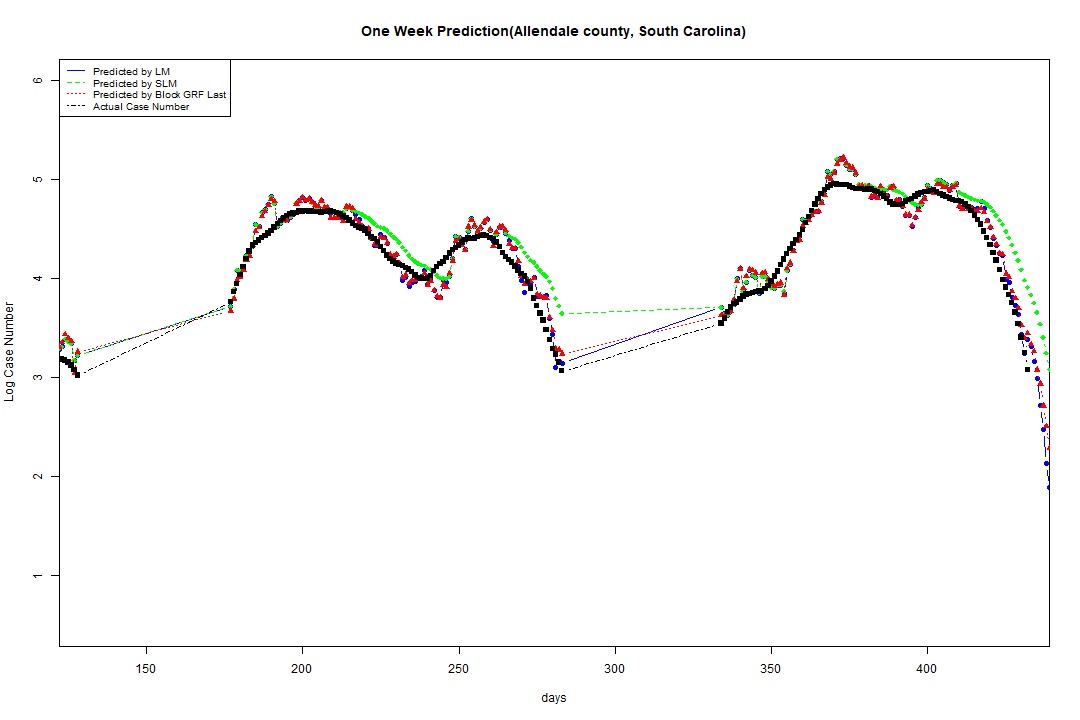 One Week Prediction(Allendale county, South Carolina)
Predicted by LM
Predicted by SLM
Predicted by Block GRF Last
Actual Case Number
6
5
4
3
2
1
Log Case Number
150 200 250 300 350 400
days